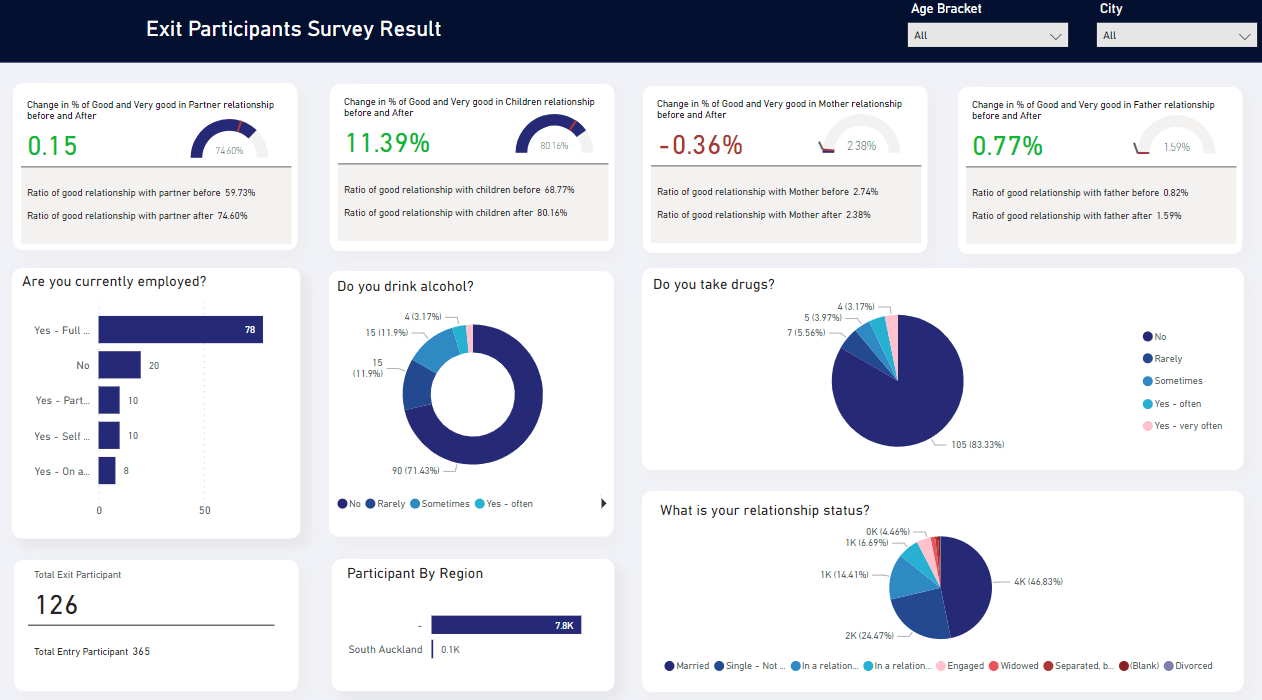 Exit Participants Survey Result
Age Bracket
All
City
All
Change in % of Good and Very good in Partner relationship
before and After
0.15
74.60%
Ratio of good relationship with partner before 59.73%
Ratio of good relationship with partner after 74.60%
Change in % of Good and Very good in Children relationship
before and After
11.39%
80.16%
Ratio of good relationship with children before 68.77%
Ratio of good relationship with children after 80.16%
Change in % of Good and Very good in Mother relationship
before and After
-0.36%
2.38%
Ratio of good relationship with Mother before 2.74%
Ratio of good relationship with Mother after 2.38%
Change in % of Good and Very good in Father relationship
before and After
0.77%
1.59%
Ratio of good relationship with father before 0.82%
Ratio of good relationship with father after 1.59%
Are you currently employed?
Yes - Full ...
78
No
20
Yes - Part...
10
Yes - Self ...
10
Yes - On a...
8
0
50
Do you drink alcohol?
4 (3.17%)
15 (11.9%)
15
(11.9%)
90 (71.43%)
No
Rarely
Sometimes
Yes - often
Do you take drugs?
4 (3.17%)
5 (3.97%)
7 (5.56%)
105 (83.33%)
No
Rarely
Sometimes
Yes - often
Yes - very often
Total Exit Participant
126
Total Entry Participant 365
Participant By Region
-
7.8K
South Auckland
0.1K
What is your relationship status?
0K (4.46%)
1K (6.69%)
1K (14.41%)
2K (24.47%)
4K (46.83%)
Married
Single - Not ...
In a relation...
In a relation...
Engaged
Widowed
Separated, b...
(Blank)
Divorced